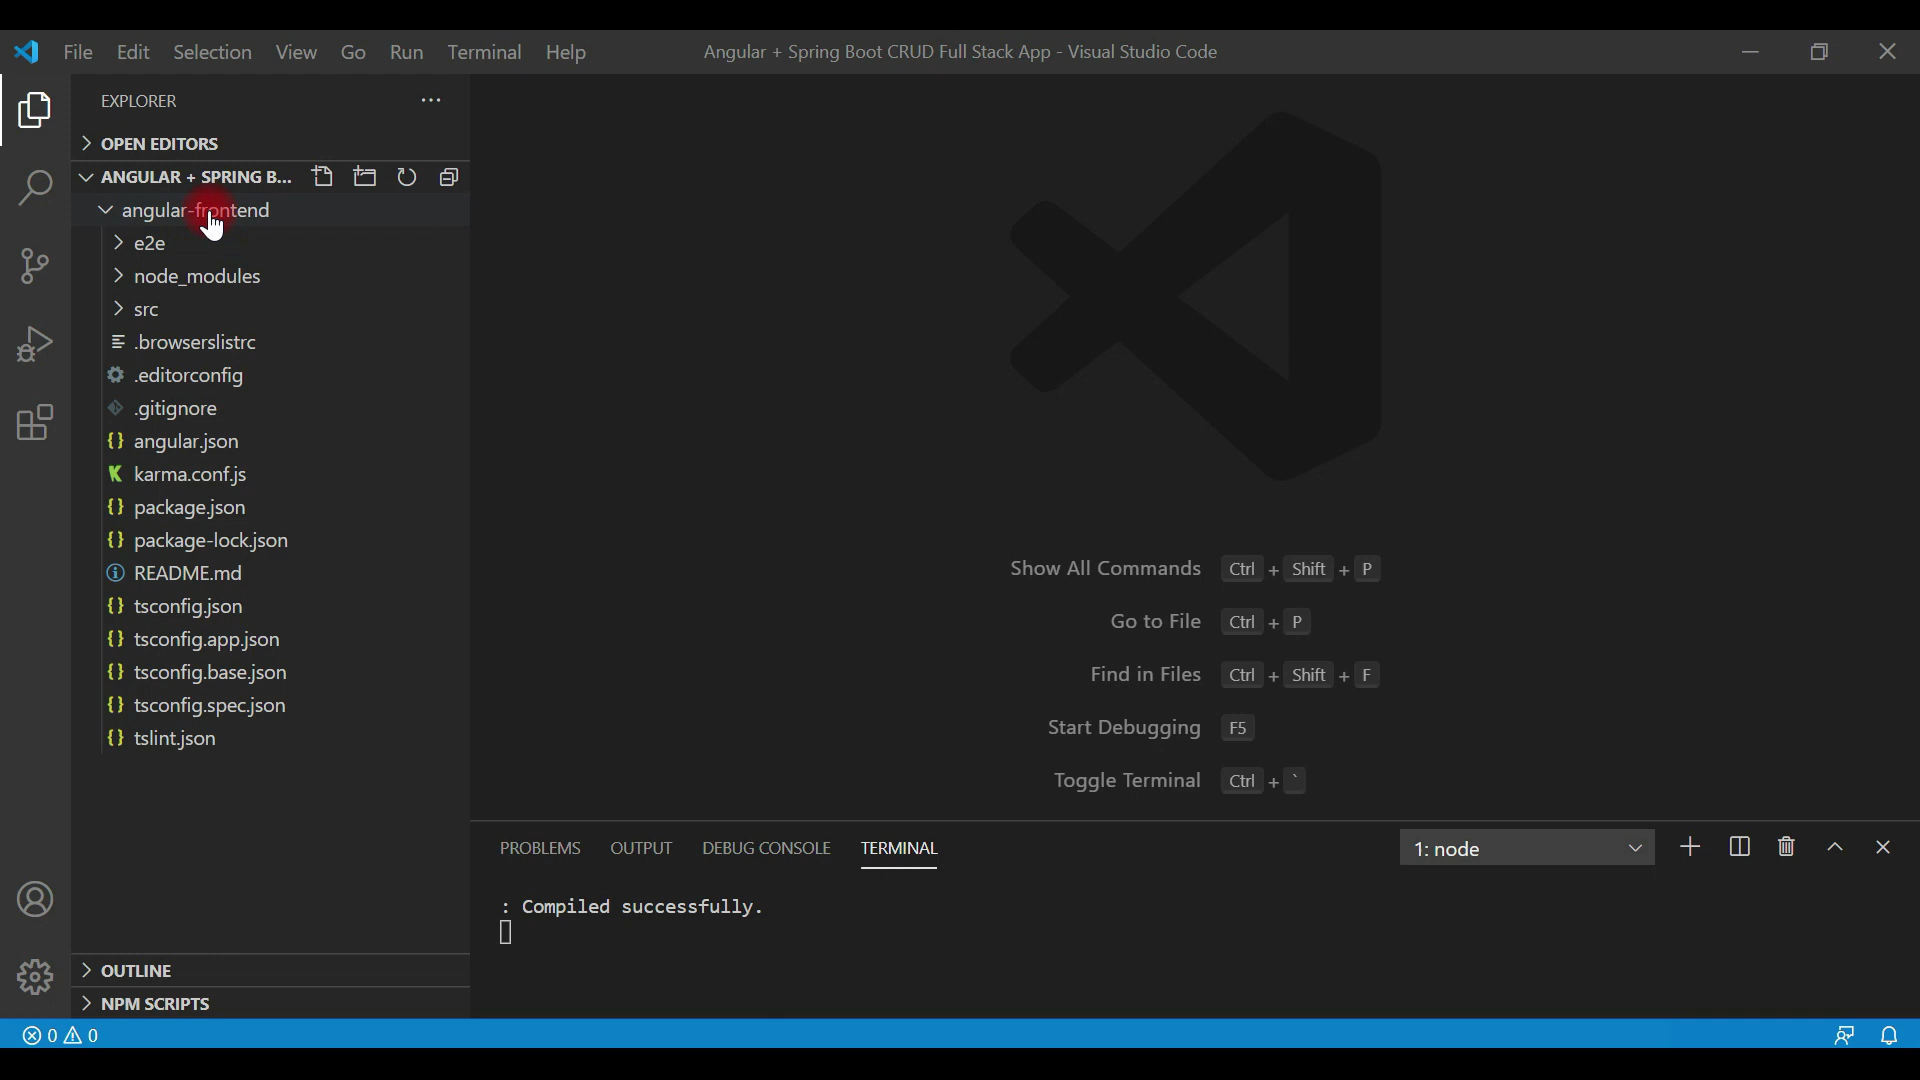 File Edit Selection View Go Run Terminal Help Angular + Spring Boot CRUD Full Stack App - Visual Studio Code
EXPLORER
OPEN EDITORS
ANGULAR + SPRING B...
angular-frontend
e2e
node_modules
src
.browserslistrc
.editorconfig
.gitignore
{} angular.json
karma.conf.js
{} package.json
{} package-lock.json
README.md
{} tsconfig.json
{} tsconfig.app.json
{} tsconfig.base.json
{} tsconfig.spec.json
{} tslint.json
OUTLINE
NPM SCRIPTS
Show All Commands Ctrl + Shift + P
Go to File Ctrl + P
Find in Files Ctrl + Shift + F
Start Debugging F5
Toggle Terminal Ctrl + `
PROBLEMS OUTPUT DEBUG CONSOLE TERMINAL 1: node
: Compiled successfully.
0 0